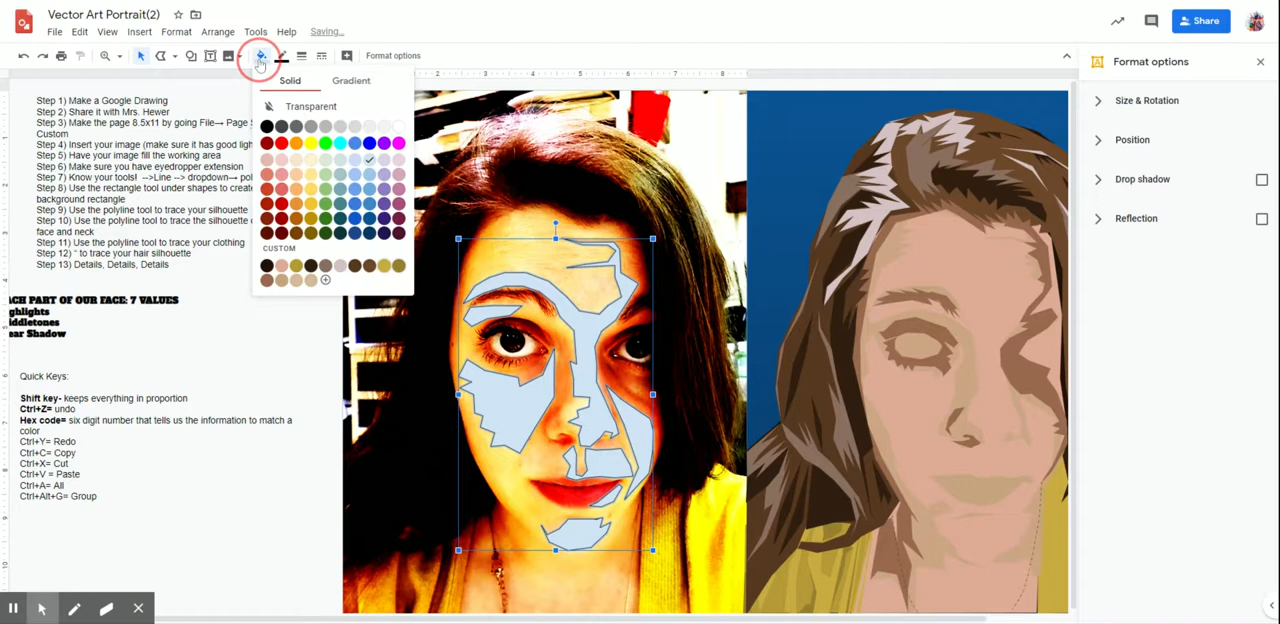 Vector Art Portrait(2)
File Edit View Insert Format Arrange Tools Help Saving...
Share
Format options
Solid Gradient
Transparent
CUSTOM
2 3 4 5 6 7 8
Step 1) Make a Google Drawing
Step 2) Share it with Mrs. Hewer
Step 3) Make the page 8.5x11 by going File→ Page S
Custom
Step 4) Insert your image (make sure it has good ligh
Step 5) Have your image fill the working area
Step 6) Make sure you have eyedropper extension
Step 7) Know your tools! -->Line --> dropdown→ pol
Step 8) Use the rectangle tool under shapes to create
background rectangle
Step 9) Use the polyline tool to trace your silhouette
Step 10) Use the polyline tool to trace the silhouette
face and neck
Step 11) Use the polyline tool to trace your clothing
Step 12) " to trace your hair silhouette
Step 13) Details, Details, Details
ACH PART OF OUR FACE: 7 VALUES
ghlights
iddletones
ear Shadow
Quick Keys:
Shift key- keeps everything in proportion
Ctrl+Z= undo
Hex code= six digit number that tells us the information to match a
color
Ctrl+Y= Redo
Ctrl+C= Copy
Ctrl+X= Cut
Ctrl+V = Paste
Ctrl+A= All
Ctrl+Alt+G= Group
Format options
Size & Rotation
Position
Drop shadow
Reflection